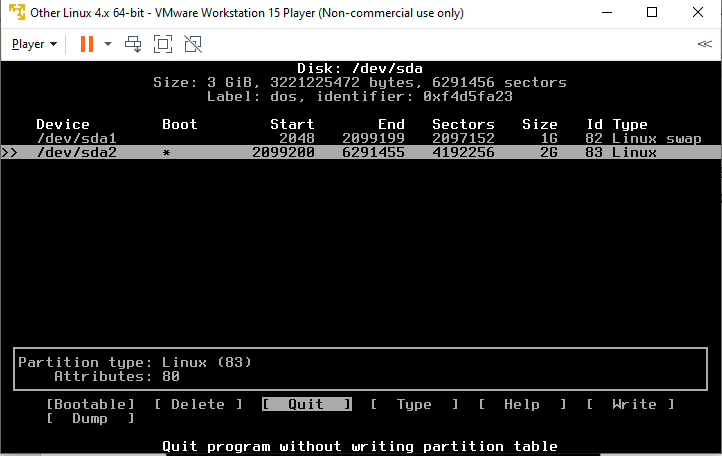 Other Linux 4.x 64-bit - VMware Workstation 15 Player (Non-commercial use only)
Player
Disk: /dev/sda
Size: 3 GiB, 3221225472 bytes, 6291456 sectors
Label: dos, identifier: 0xf4d5fa23
Device Boot Start End Sectors Size Id Type
/dev/sda1 2048 2099199 2097152 1G 82 Linux swap
>> /dev/sda2 * 2099200 6291455 4192256 2G 83 Linux
Partition type: Linux (83)
Attributes: 80
[Bootable] [ Delete ] [ Quit ] [ Type ] [ Help ] [ Write ]
[ Dump ]
Quit program without writing partition table